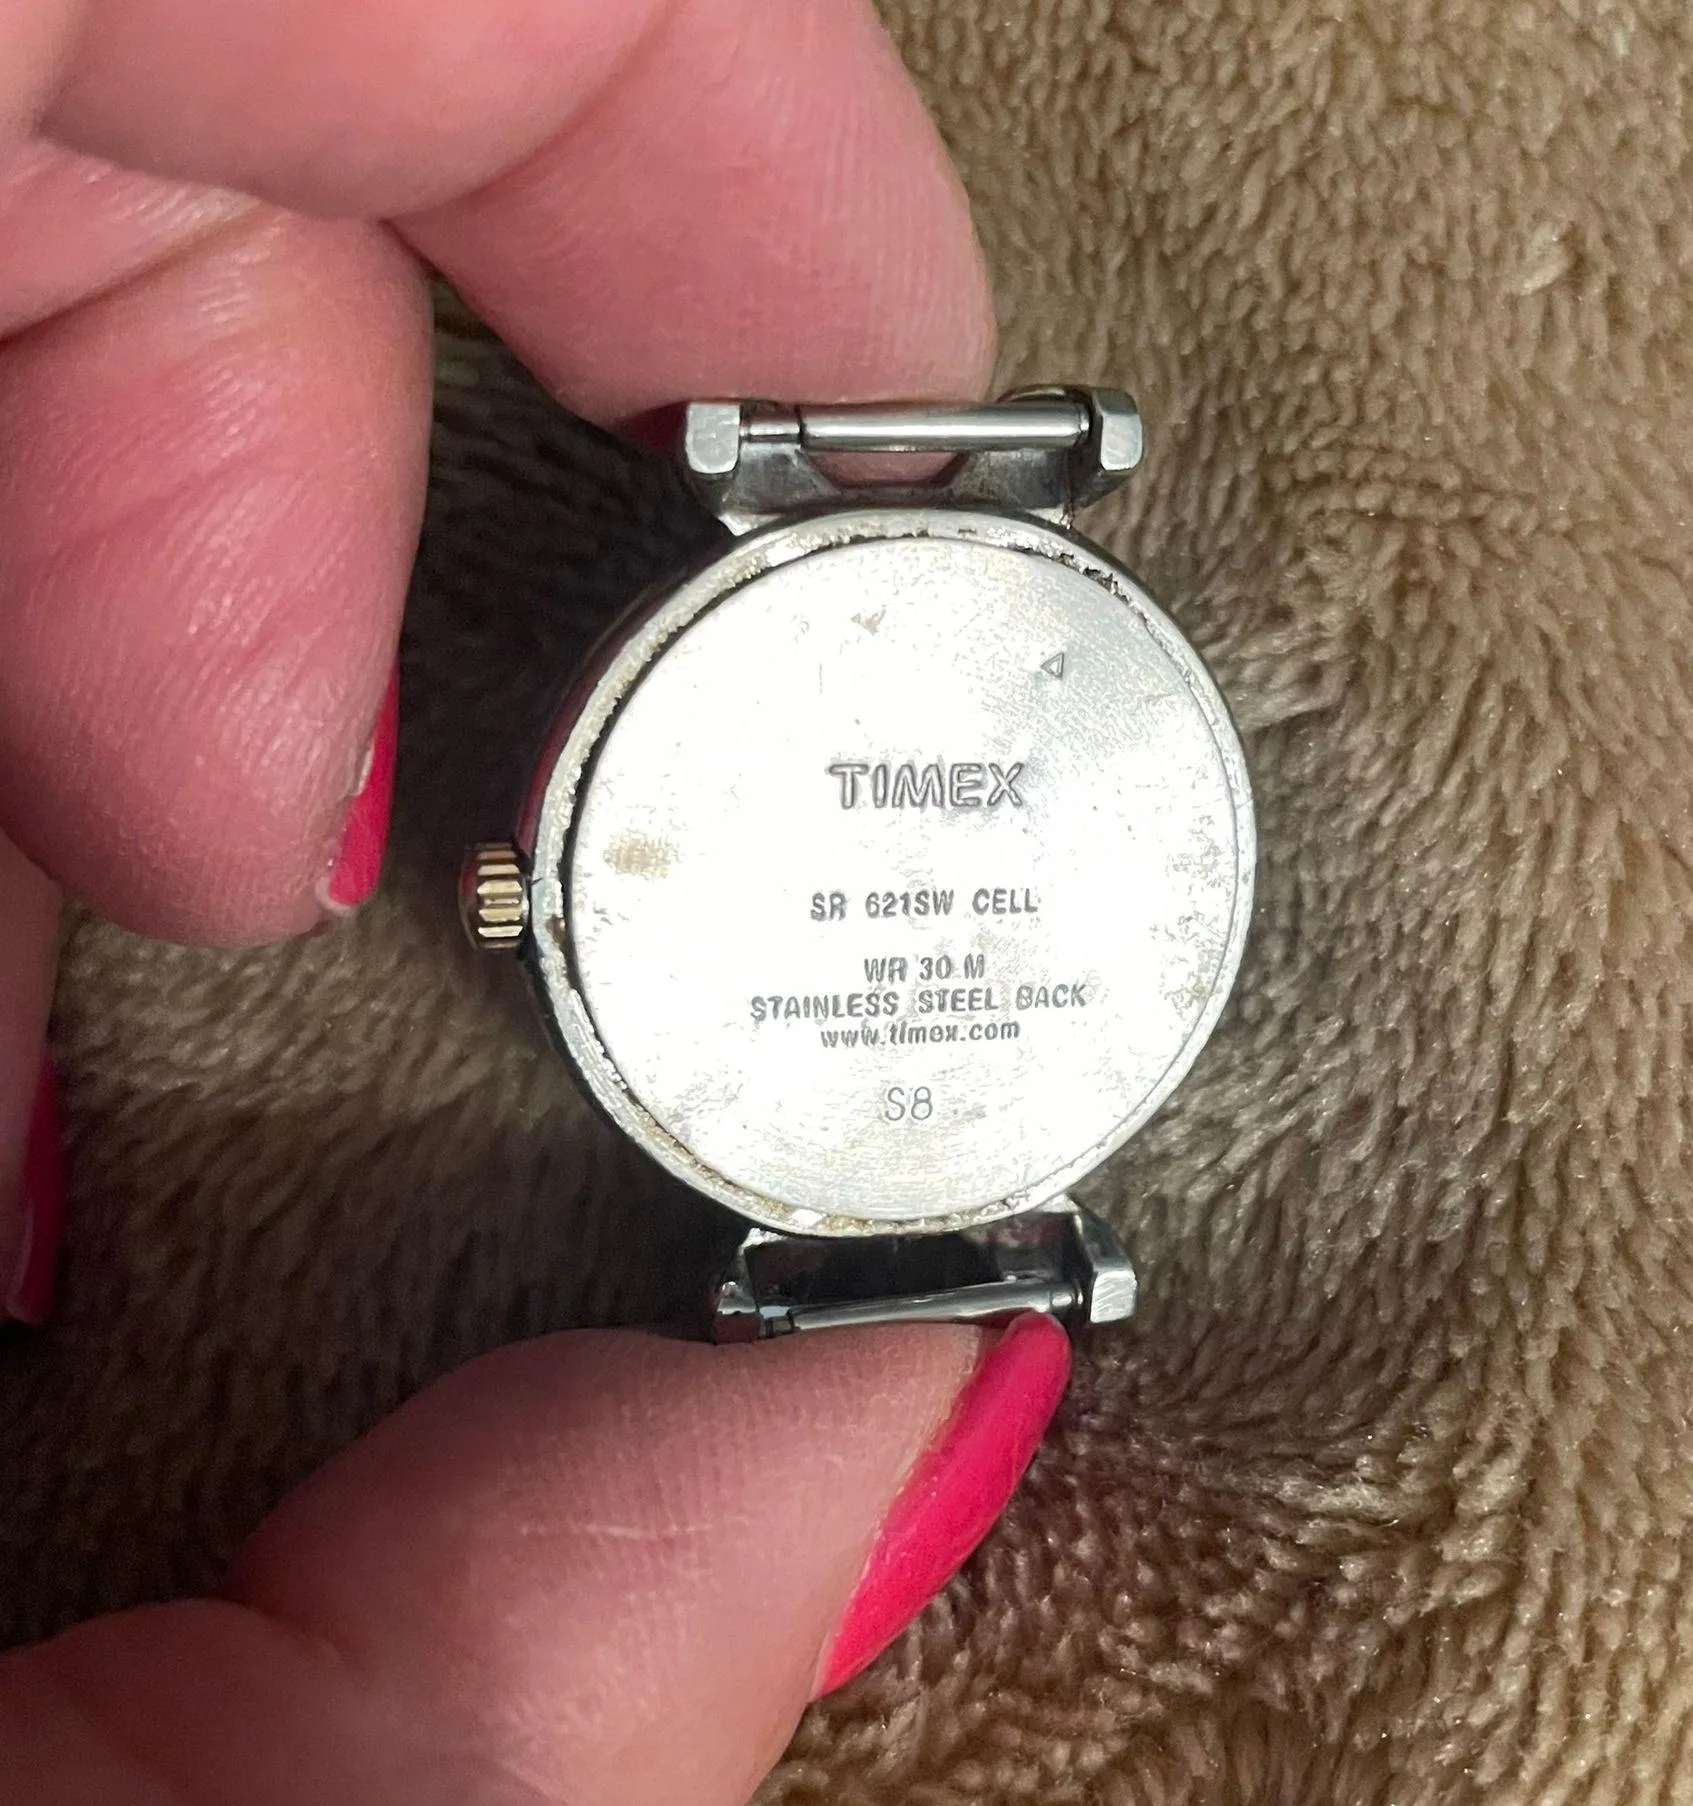 TIMEX
SR 621SW CELL
WR 30 M
STAINLESS STEEL BACK
www.timex.com
S8